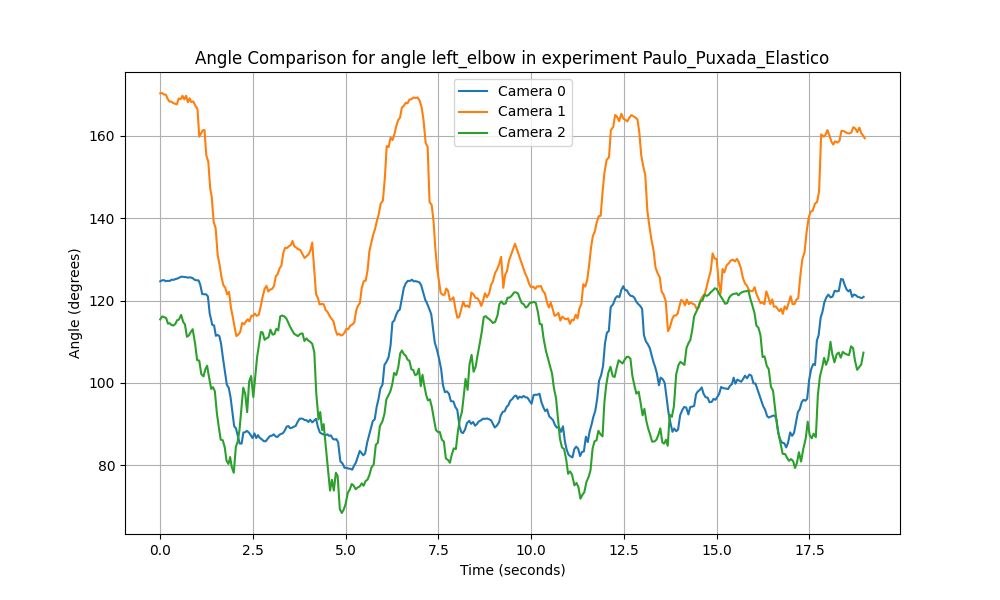 Angle Comparison for angle left_elbow in experiment Paulo_Puxada_Elastico
Camera 0
Camera 1
Camera 2
Angle (degrees)
160
140
120
100
80
0.0 2.5 5.0 7.5 10.0 12.5 15.0 17.5
Time (seconds)